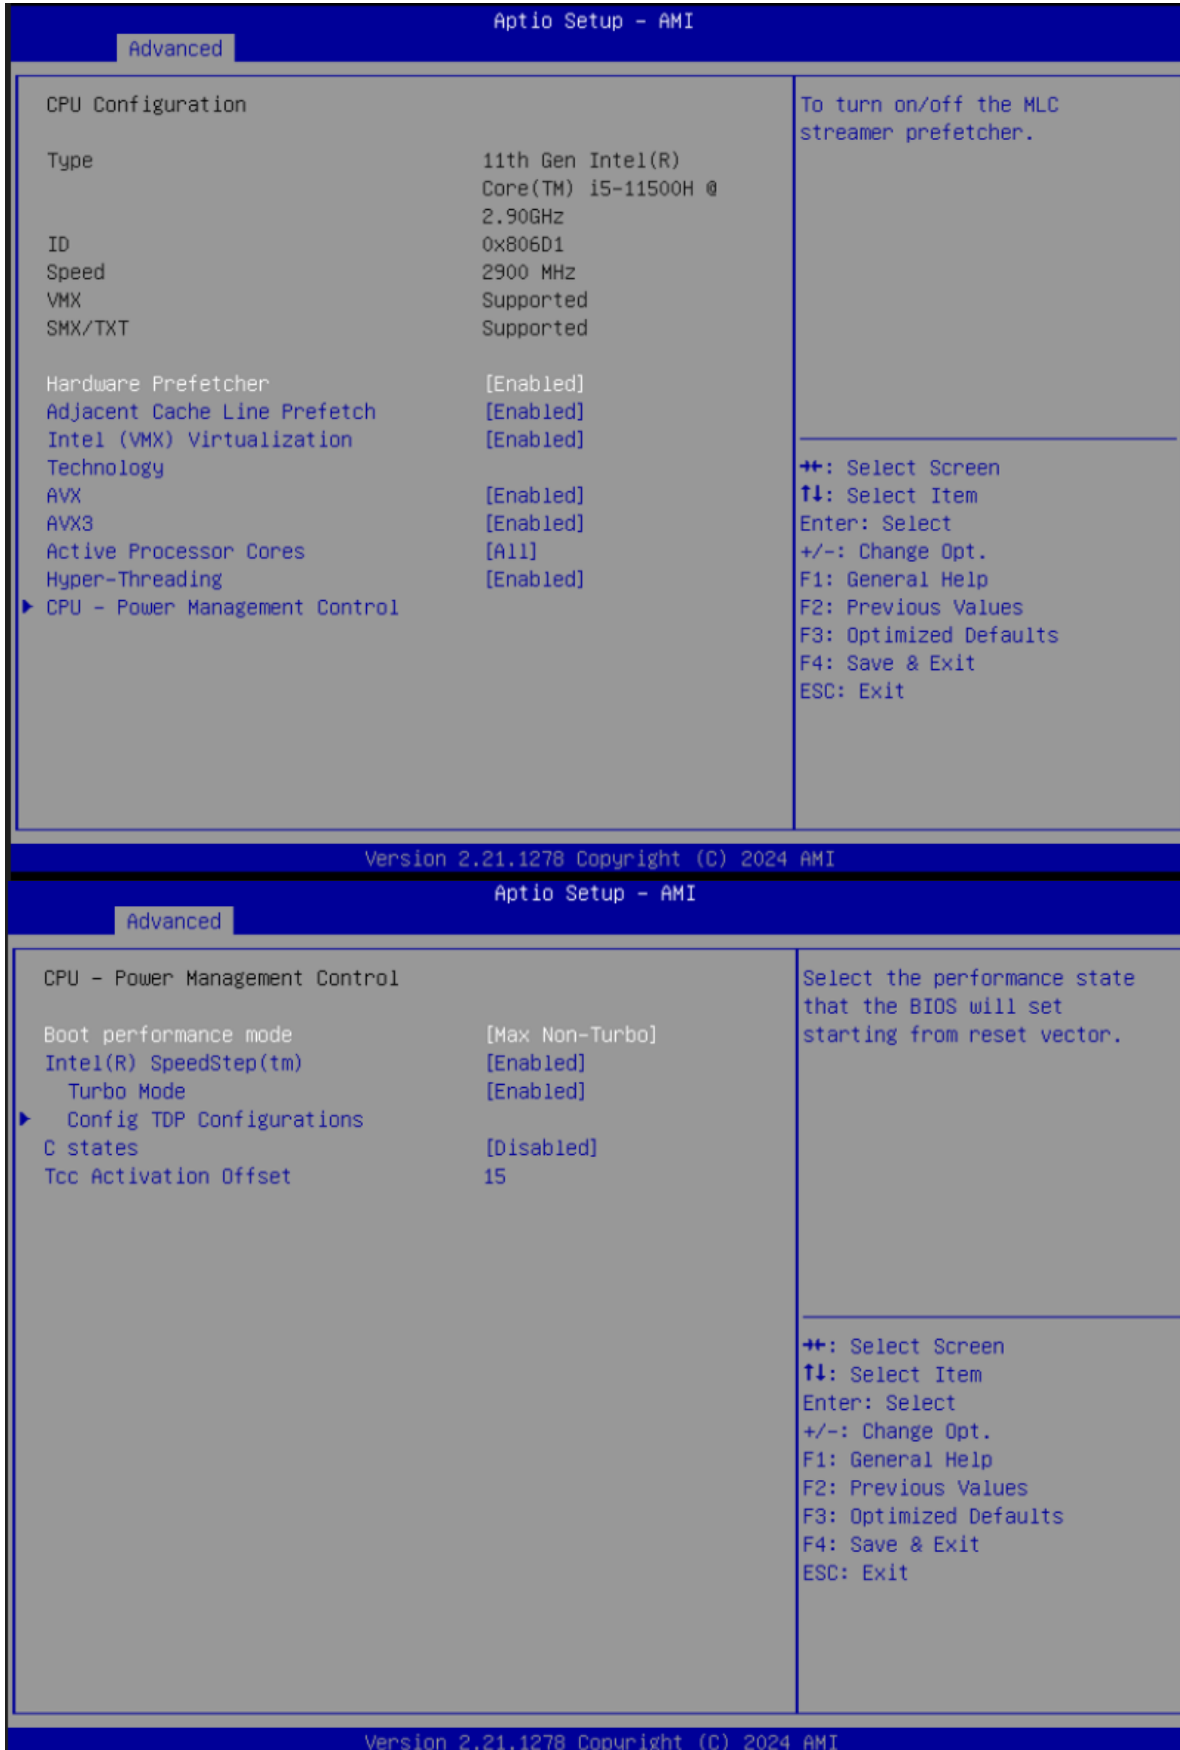 Aptio Setup – AMI
Advanced
CPU Configuration
Type 11th Gen Intel(R)
Core(TM) i5-11500H @
2.90GHz
ID 0x806D1
Speed 2900 MHz
VMX Supported
SMX/TXT Supported
Hardware Prefetcher [Enabled]
Adjacent Cache Line Prefetch [Enabled]
Intel (VMX) Virtualization [Enabled]
Technology
AVX [Enabled]
AVX3 [Enabled]
Active Processor Cores [All]
Hyper-Threading [Enabled]
CPU – Power Management Control
To turn on/off the MLC
streamer prefetcher.
→←: Select Screen
↑↓: Select Item
Enter: Select
+/-: Change Opt.
F1: General Help
F2: Previous Values
F3: Optimized Defaults
F4: Save & Exit
ESC: Exit
Version 2.21.1278 Copyright (C) 2024 AMI
Aptio Setup – AMI
Advanced
CPU – Power Management Control
Boot performance mode [Max Non-Turbo]
Intel(R) SpeedStep(tm) [Enabled]
Turbo Mode [Enabled]
Config TDP Configurations
C states [Disabled]
Tcc Activation Offset 15
Select the performance state
that the BIOS will set
starting from reset vector.
→←: Select Screen
↑↓: Select Item
Enter: Select
+/-: Change Opt.
F1: General Help
F2: Previous Values
F3: Optimized Defaults
F4: Save & Exit
ESC: Exit
Version 2.21.1278 Copyright (C) 2024 AMI